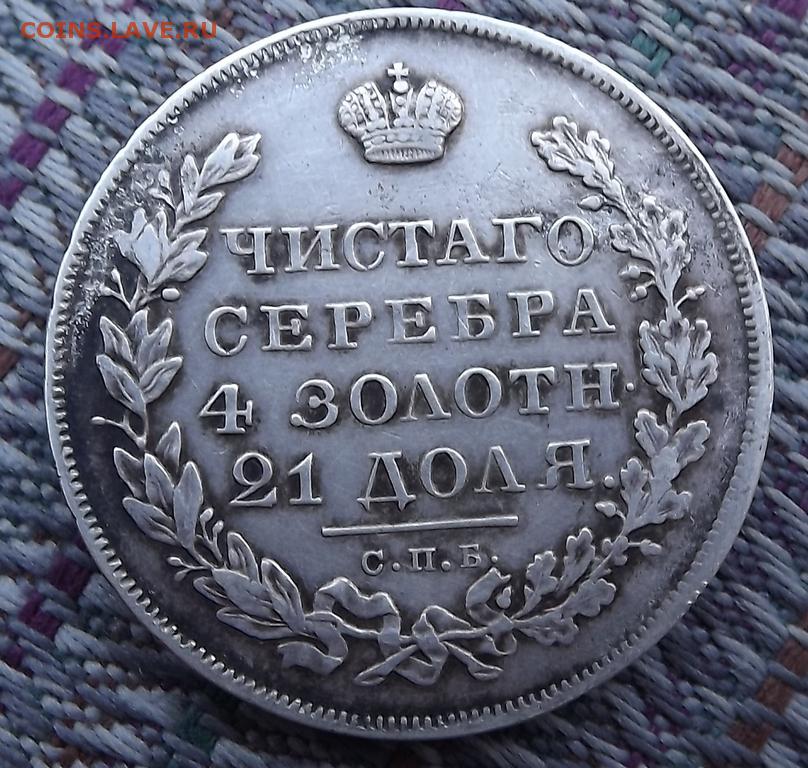 COINS.LAVE.RU
ЧИСТАГО
СЕРЕБРА
4 ЗОЛОТН.
21 ДОЛЯ.
С.П.Б.